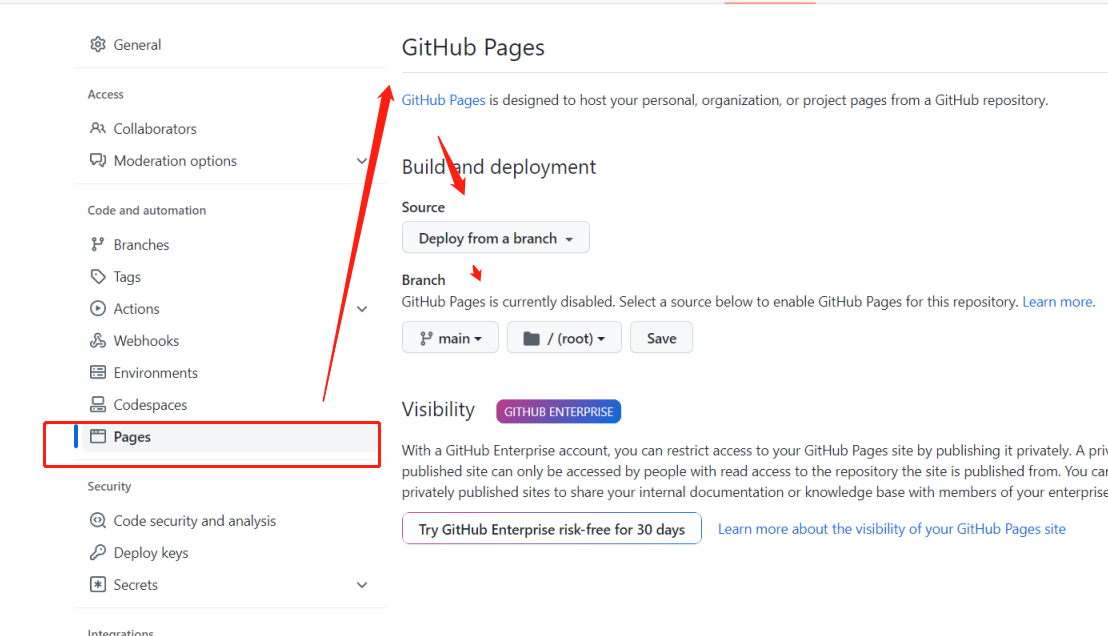 General
Access
Collaborators
Moderation options
Code and automation
Branches
Tags
Actions
Webhooks
Environments
Codespaces
Pages
Security
Code security and analysis
Deploy keys
Secrets
Integrations
GitHub Pages
GitHub Pages is designed to host your personal, organization, or project pages from a GitHub repository.
Build and deployment
Source
Deploy from a branch
Branch
GitHub Pages is currently disabled. Select a source below to enable GitHub Pages for this repository. Learn more.
main / (root) Save
Visibility GITHUB ENTERPRISE
With a GitHub Enterprise account, you can restrict access to your GitHub Pages site by publishing it privately. A
published site can only be accessed by people with read access to the repository the site is published from. You
privately published sites to share your internal documentation or knowledge base with members of your enterprise
Try GitHub Enterprise risk-free for 30 days Learn more about the visibility of your GitHub Pages site